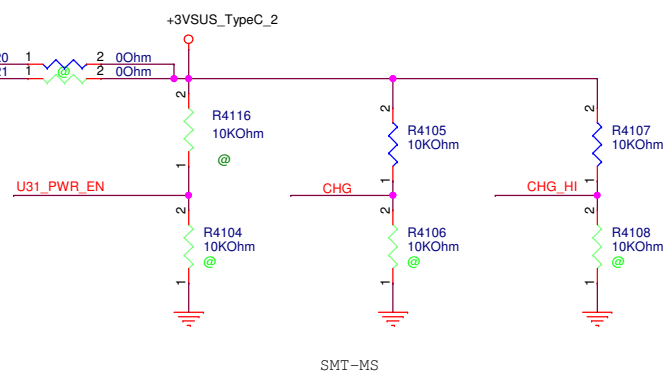 +3VSUS_TypeC_2
20 1 2 0Ohm
21 1 @ 2 0Ohm
2 2 2
R4116
10KOhm
R4105
10KOhm
R4107
10KOhm
@
1 1 1
U31_PWR_EN
CHG
CHG_HI
2 2 2
R4104
10KOhm
@
R4106
10KOhm
@
R4108
10KOhm
@
1 1 1
SMT-MS